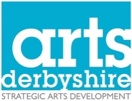 arts
derbyshire
STRATEGIC ARTS DEVELOPMENT